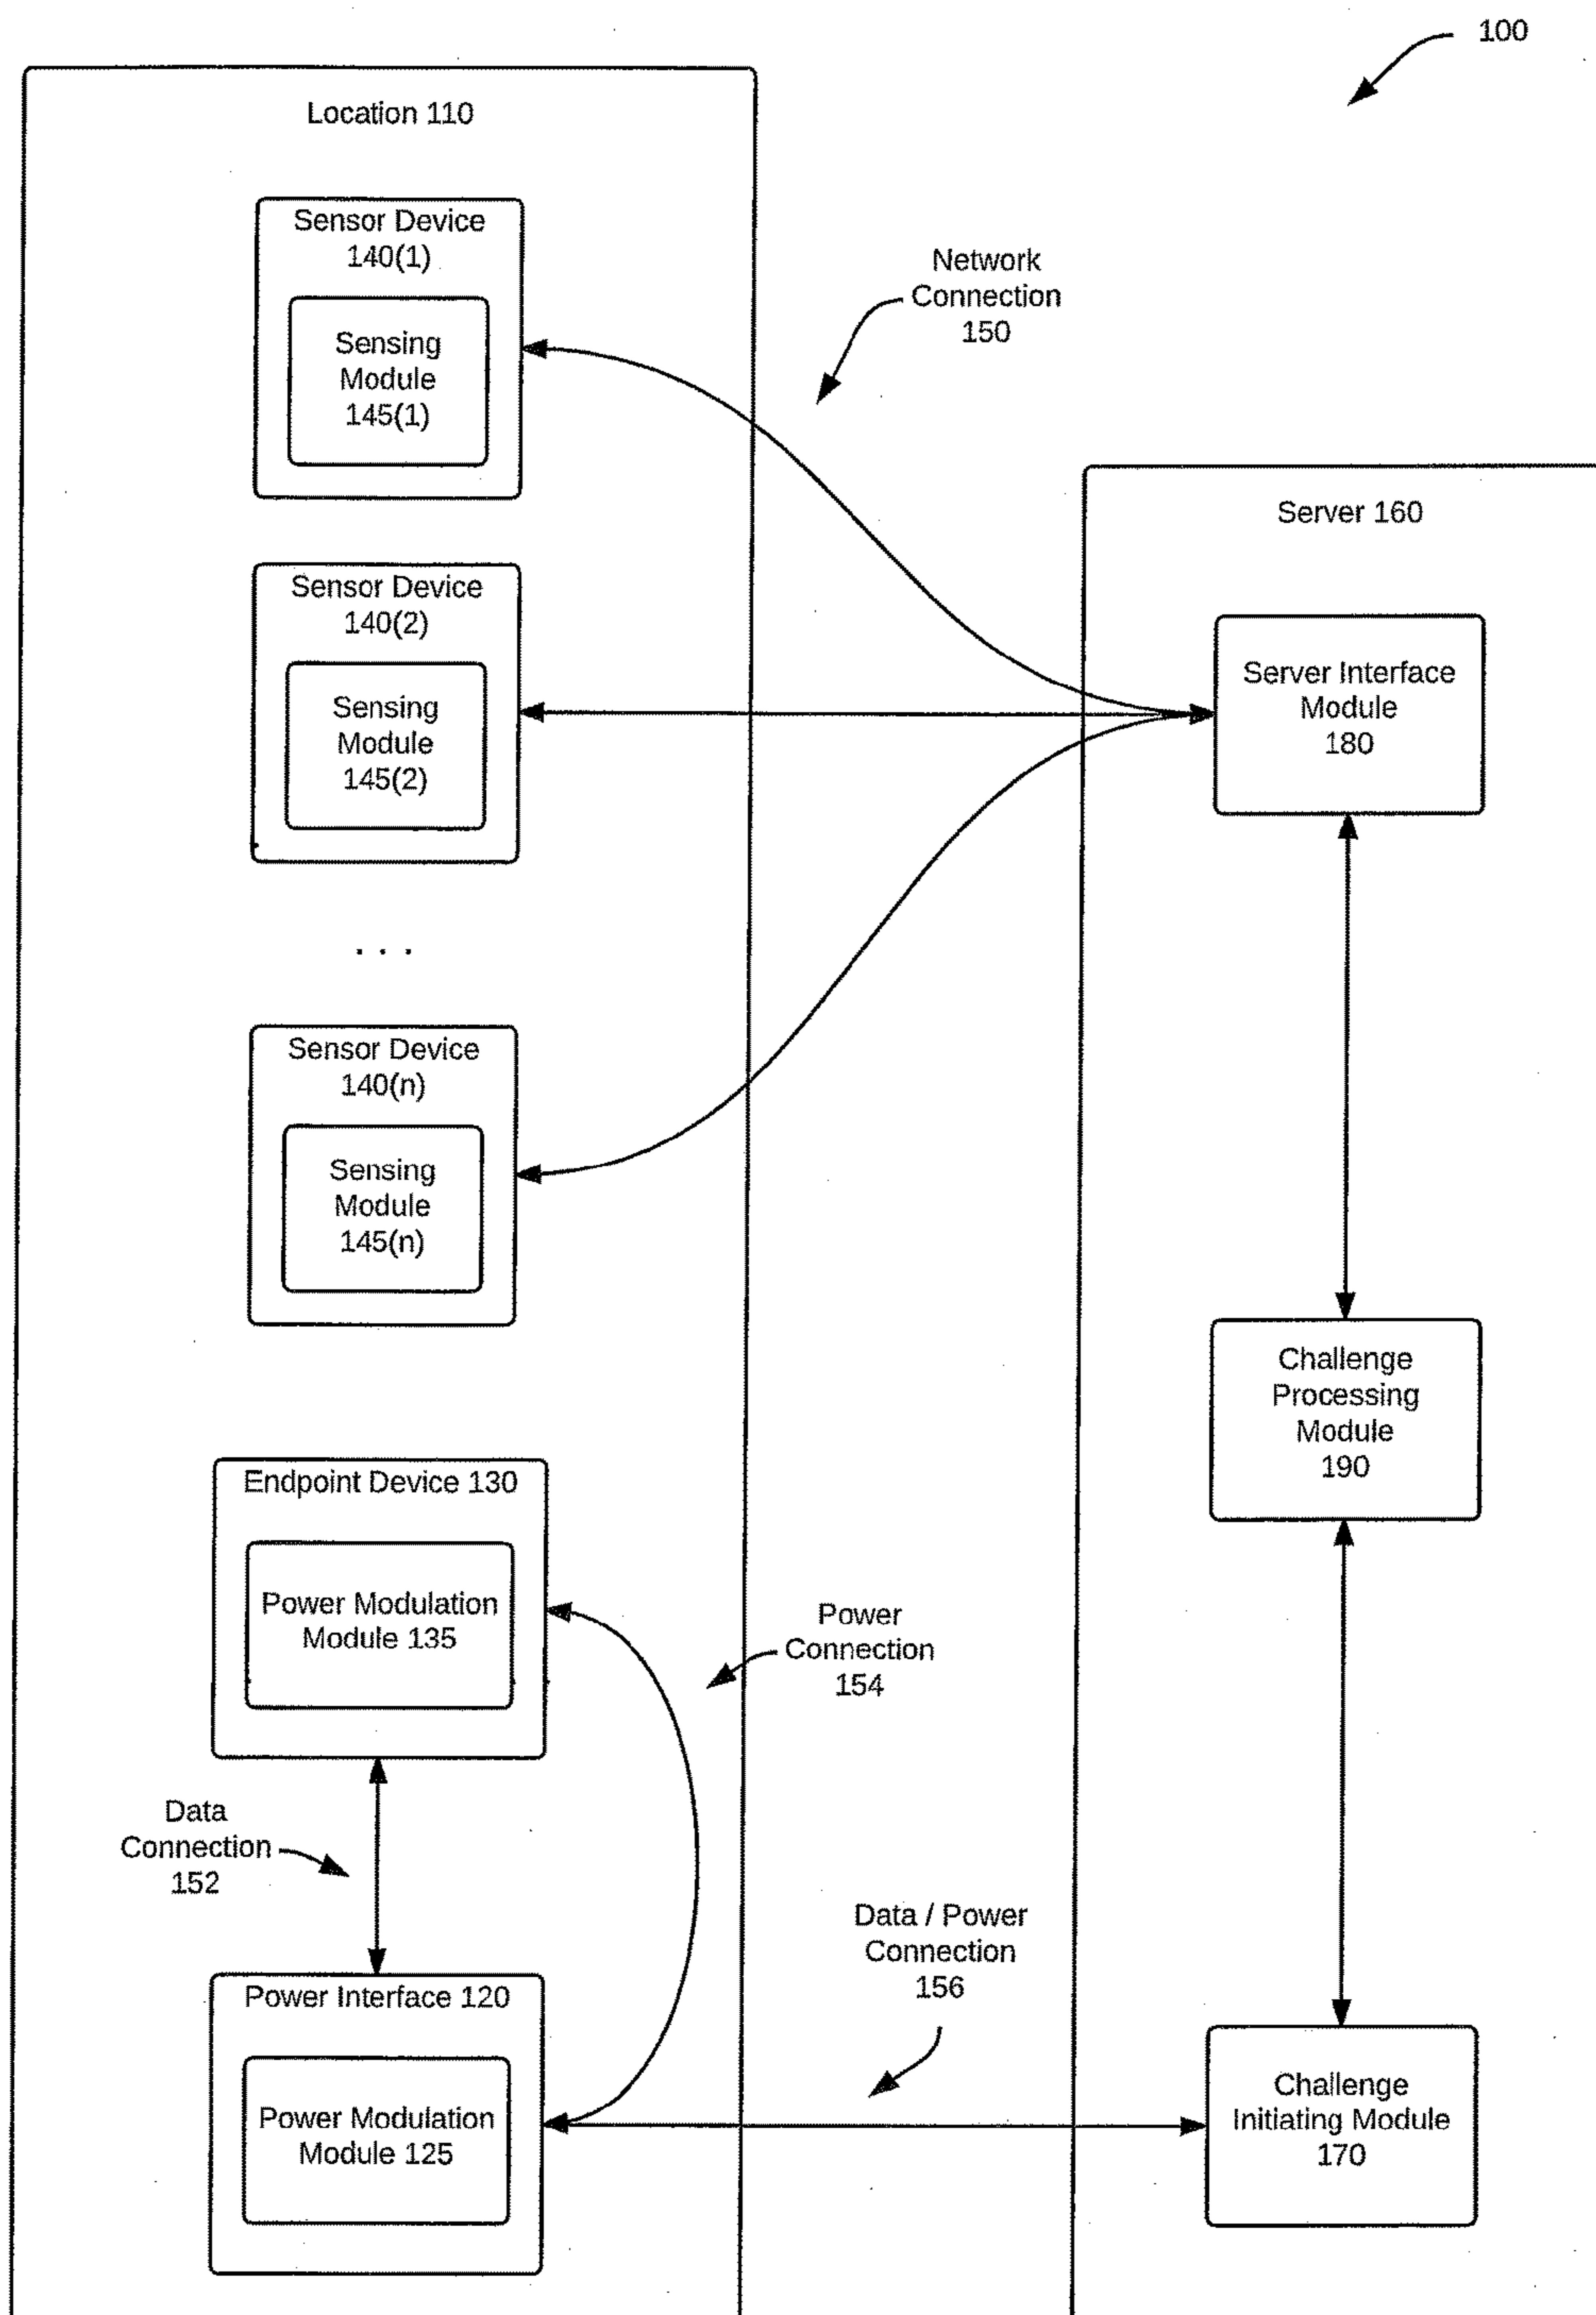 100
Location 110
Sensor Device
140(1)
Sensing
Module
145(1)
Network
Connection
150
Server 160
Sensor Device
140(2)
Sensing
Module
145(2)
Server Interface
Module
180
. . .
Sensor Device
140(n)
Sensing
Module
145(n)
Challenge
Processing
Module
190
Endpoint Device 130
Power Modulation
Module 135
Power
Connection
154
Data
Connection
152
Data / Power
Connection
156
Power Interface 120
Power Modulation
Module 125
Challenge
Initiating Module
170